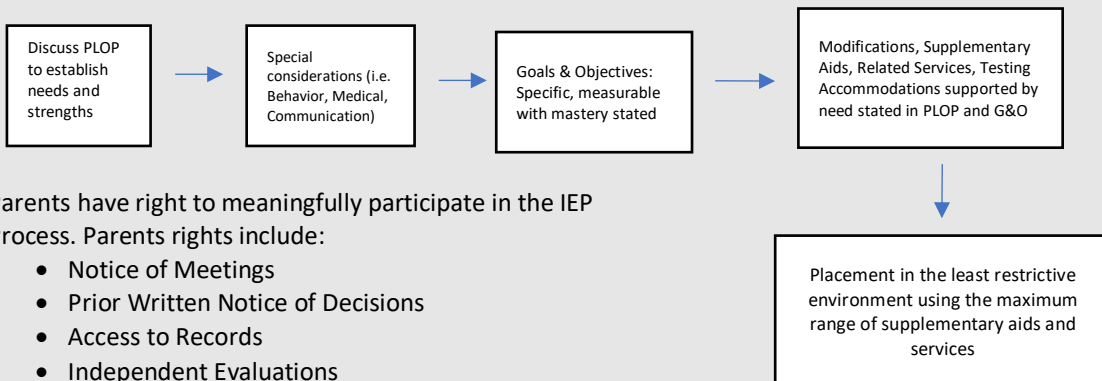 Discuss PLOP
to establish
needs and
strengths
Special
considerations (i.e.
Behavior, Medical,
Communication)
Goals & Objectives:
Specific, measurable
with mastery stated
Modifications, Supplementary
Aids, Related Services, Testing
Accommodations supported by
need stated in PLOP and G&O
arents have right to meaningfully participate in the IEP
rocess. Parents rights include:
• Notice of Meetings
• Prior Written Notice of Decisions
• Access to Records
• Independent Evaluations
Placement in the least restrictive
environment using the maximum
range of supplementary aids and
services